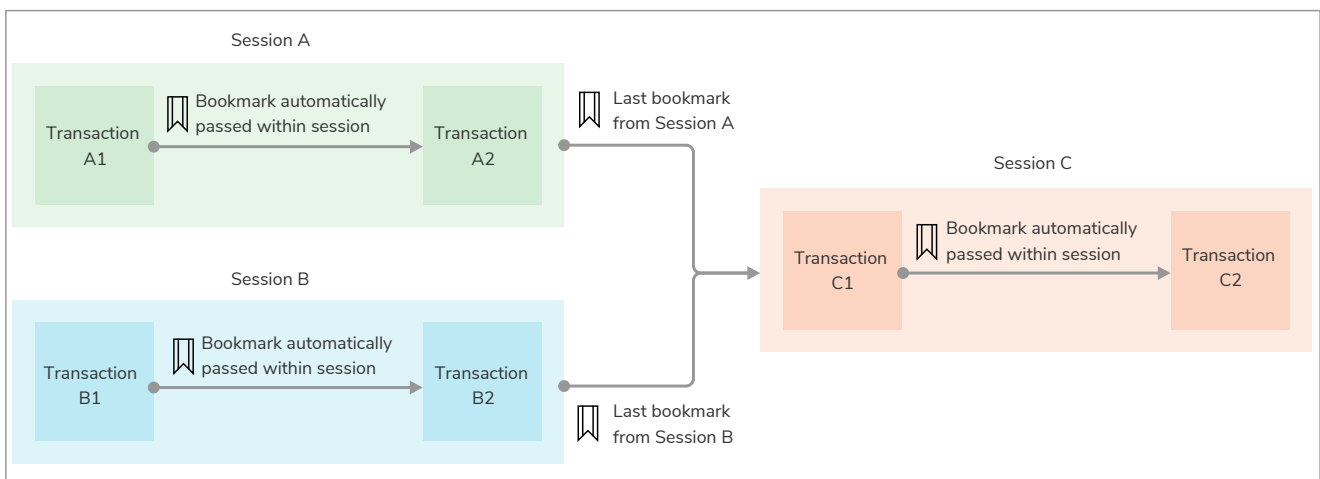 Session A
Transaction
A1
Bookmark automatically
passed within session
Transaction
A2
Last bookmark
from Session A
Session B
Transaction
B1
Bookmark automatically
passed within session
Transaction
B2
Last bookmark
from Session B
Session C
Transaction
C1
Bookmark automatically
passed within session
Transaction
C2